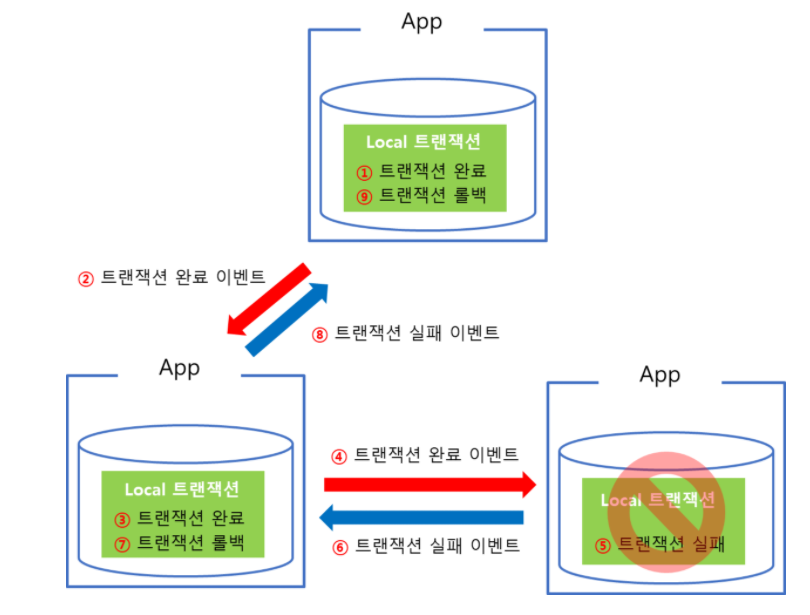 App
Local 트랜잭션
① 트랜잭션 완료
⑨ 트랜잭션 롤백
② 트랜잭션 완료 이벤트
⑧ 트랜잭션 실패 이벤트
App
Local 트랜잭션
③ 트랜잭션 완료
⑦ 트랜잭션 롤백
④ 트랜잭션 완료 이벤트
⑥ 트랜잭션 실패 이벤트
App
Local 트랜잭션
⑤ 트랜잭션 실패